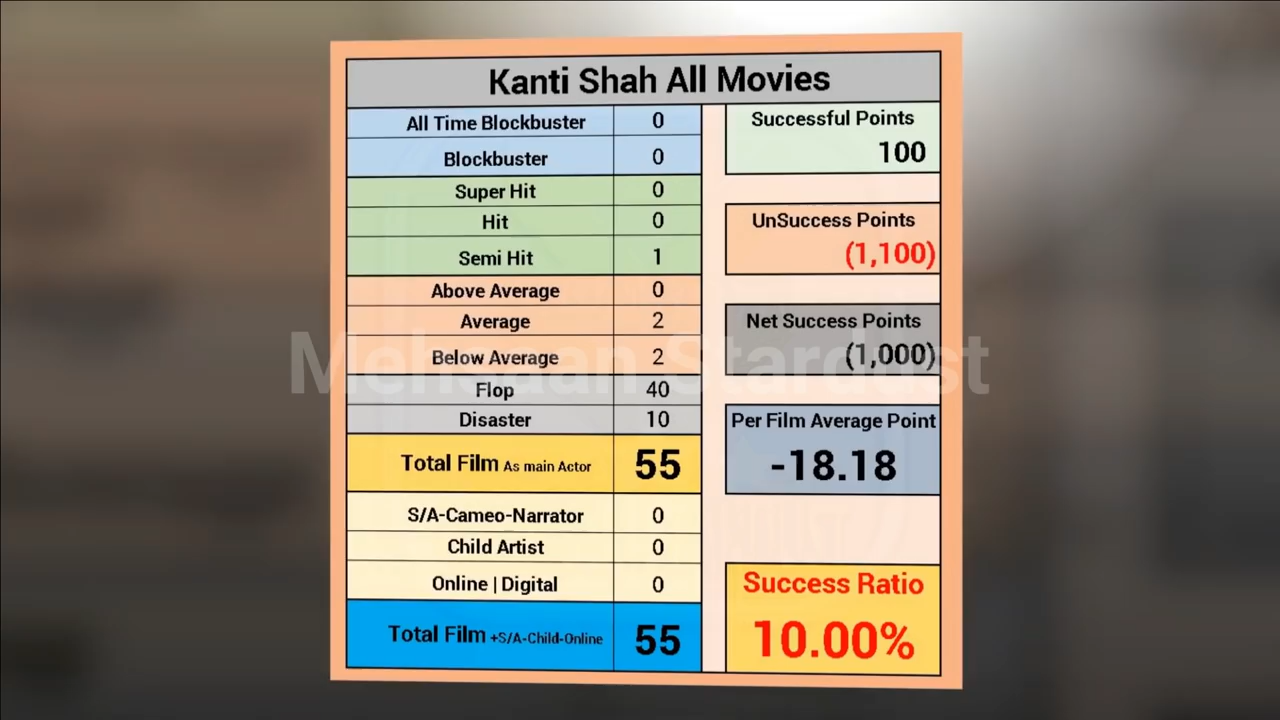 Kanti Shah All Movies
All Time Blockbuster 0
Blockbuster 0
Super Hit 0
Hit 0
Semi Hit 1
Above Average 0
Average 2
Below Average 2
Flop 40
Disaster 10
Total Film As main Actor 55
S/A-Cameo-Narrator 0
Child Artist 0
Online | Digital 0
Total Film +S/A-Child-Online 55
Successful Points
100
UnSuccess Points
(1,100)
Net Success Points
(1,000)
Per Film Average Point
-18.18
Success Ratio
10.00%
Mehsaan Stardust